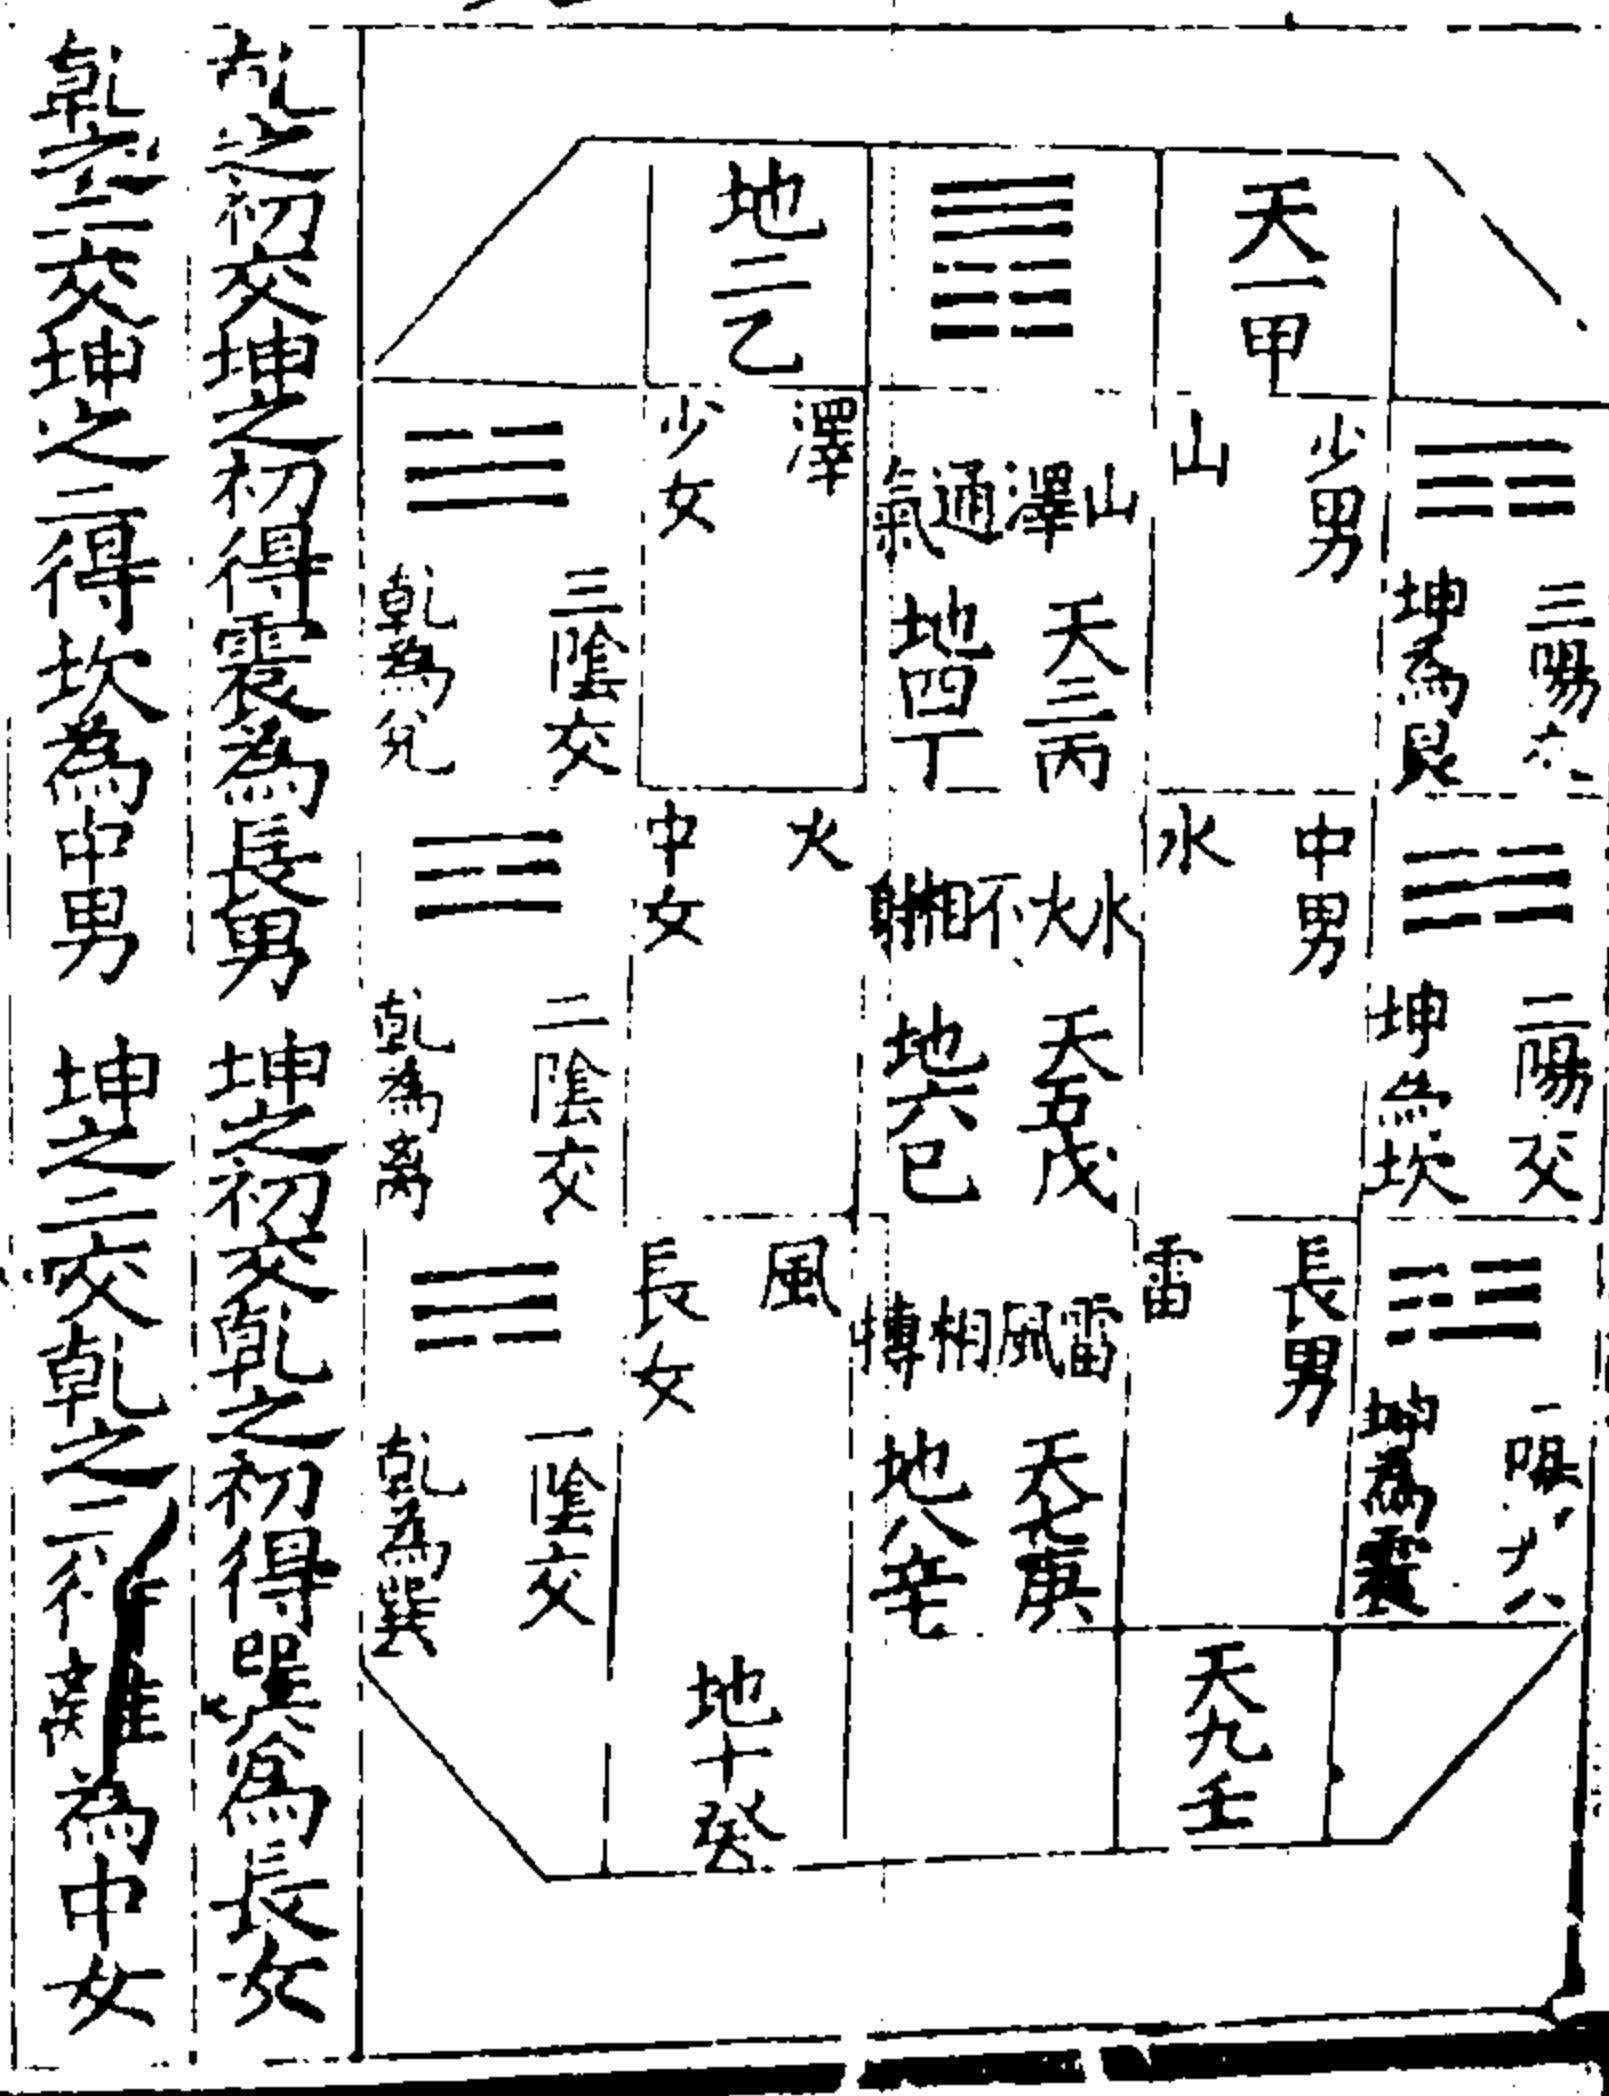 天一甲
地二乙
少男
山
三陽
坤為艮
山澤通氣
天三丙
地四丁
澤
少女
三陰交
乾為兌
中男
水
二陽交
坤為坎
水火不相射
天五戊
地六己
火
中女
二陰交
乾為离
長男
雷
一陽
坤為震
雷風相摶
天七庚
地八辛
風
長女
一陰交
乾為巽
天九壬
地十癸
乾之初交坤之初得震為長男 坤之初交乾之初得巽為長女
乾之二交坤之二得坎為中男 坤之二交乾之二得離為中女